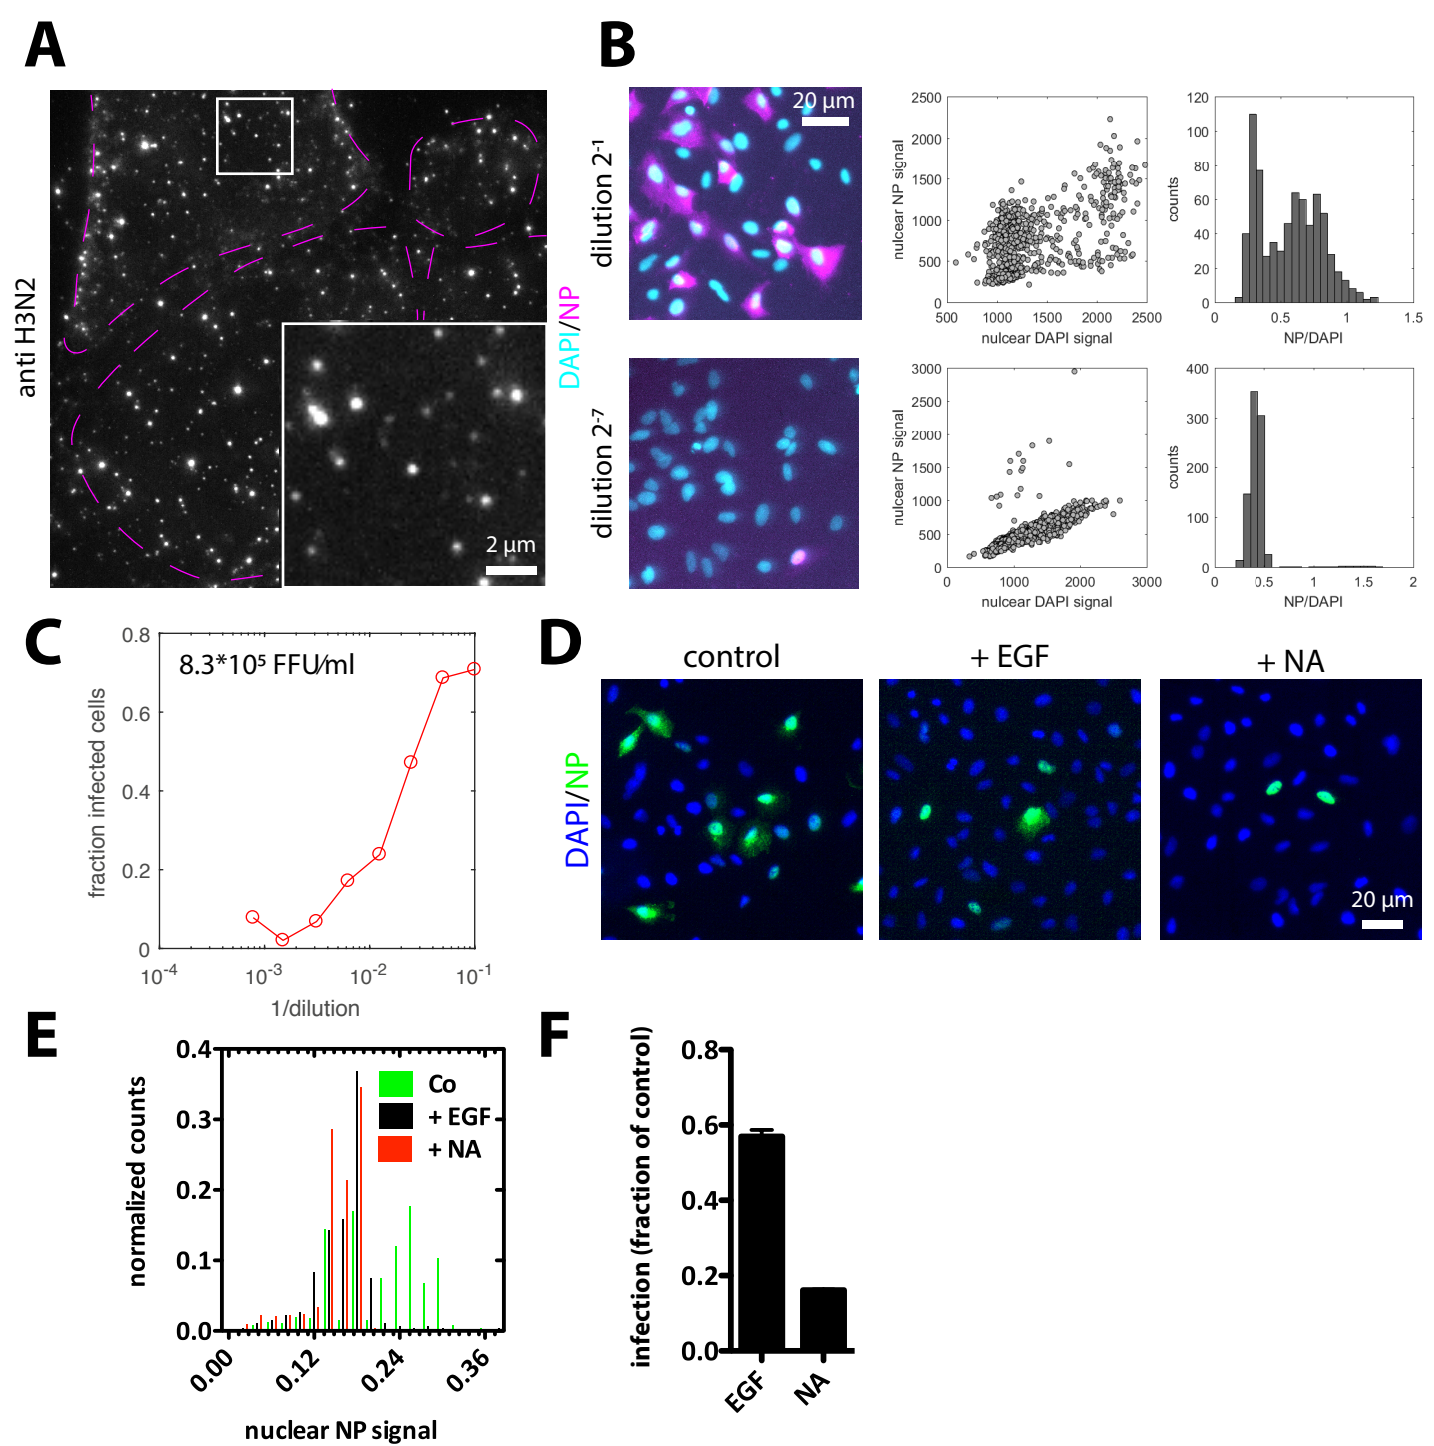 A
anti H3N2
2 µm
B
DAPI/NP
dilution 2-1
20 µm
2500
2000
1500
1000
500
0
500 1000 1500 2000 2500
nulcear NP signal
nulcear DAPI signal
120
100
80
60
40
20
0
0 0.5 1 1.5
counts
NP/DAPI
dilution 2-7
3000
2500
2000
1500
1000
500
0
0 1000 2000 3000
nulcear NP signal
nulcear DAPI signal
400
300
200
100
0
0 0.5 1 1.5 2
counts
NP/DAPI
C
8.3*10⁵ FFU/ml
0.8
0.6
0.4
0.2
0
fraction infected cells
10-4 10-3 10-2 10-1
1/dilution
D
control + EGF + NA
DAPI/NP
20 µm
E
0.4
0.3
0.2
0.1
0.0
normalized counts
Co
+ EGF
+ NA
0.00 0.12 0.24 0.36
nuclear NP signal
F
0.8
0.6
0.4
0.2
0.0
infection (fraction of control)
EGF NA